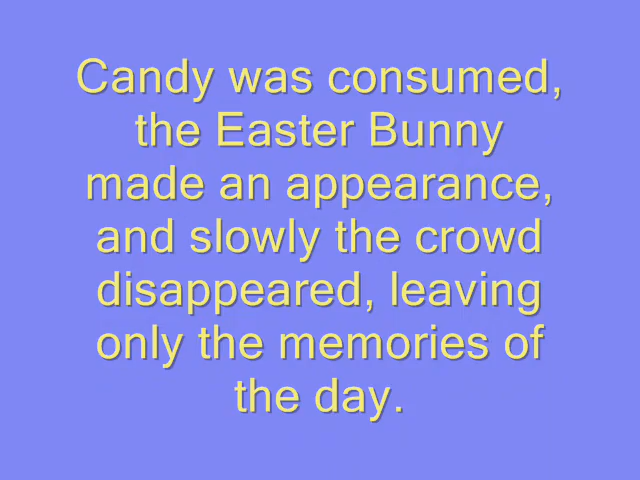 Candy was consumed,
the Easter Bunny
made an appearance,
and slowly the crowd
disappeared, leaving
only the memories of
the day.